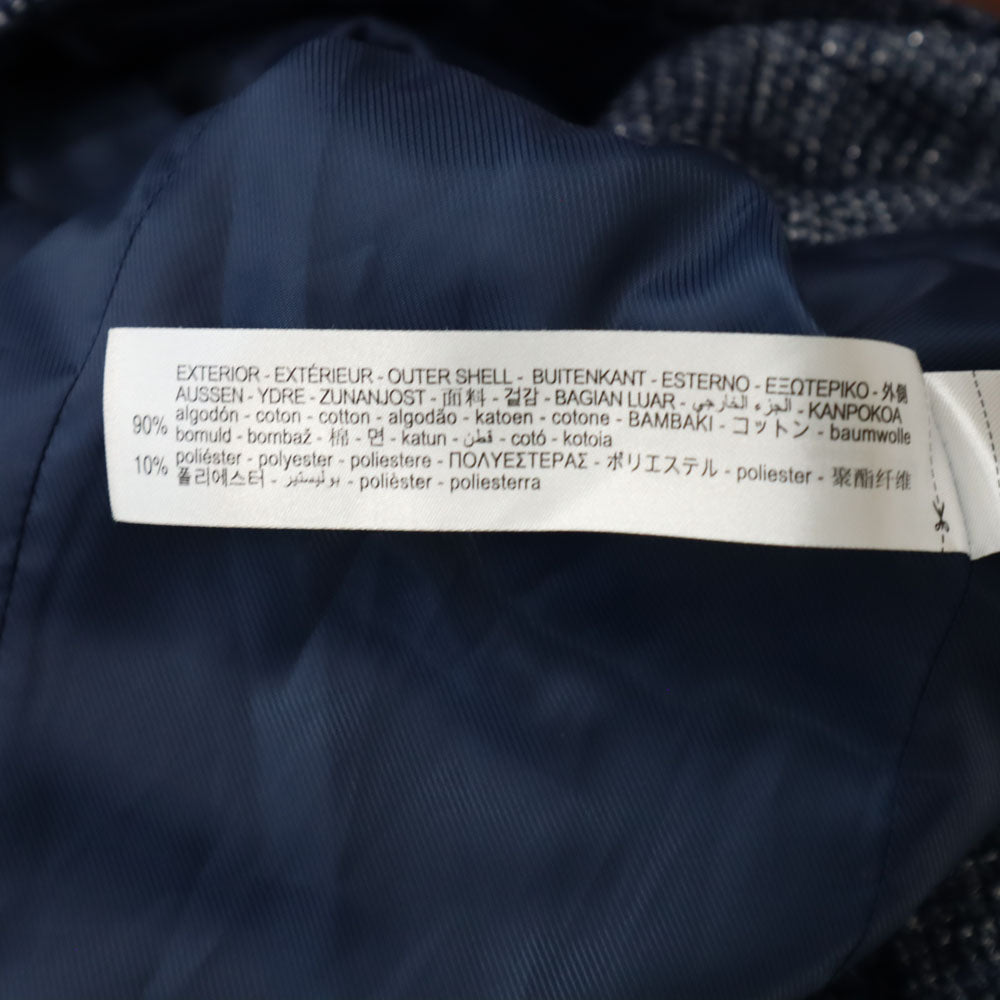 EXTERIOR - EXTÉRIEUR - OUTER SHELL - BUITENKANT - ESTERNO - ΕΞΩΤΕΡΙΚΟ - 外側
AUSSEN - YDRE - ZUNANJOST - 面料 - 겉감 - BAGIAN LUAR - الجزء الخارجي - KANPOKOA
90% algodón - coton - cotton - algodão - katoen - cotone - BAMBAKI - コットン - baumwolle
bomuld - bombaž - 棉 - 면 - katun - قطن - cotó - kotoia
10% poliéster - polyester - poliestere - ΠΟΛΥΕΣΤΕΡΑΣ - ポリエステル - poliester - 聚酯纤维
폴리에스터 - بوليستير - polièster - poliesterra